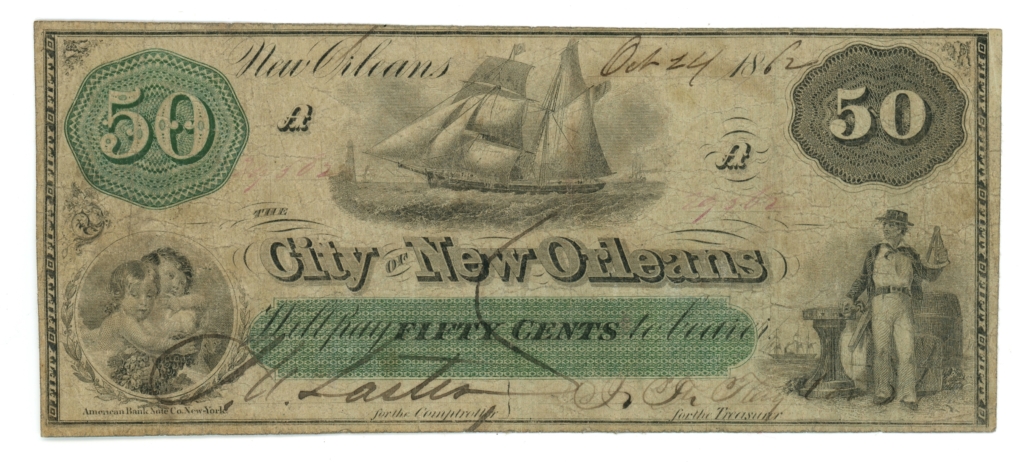 New Orleans Oct 24 1862
50 50
A A
THE
City OF New Orleans
Will Pay FIFTY CENTS to bearer
for the Comptroller for the Treasurer
American Bank Note Co. New-York